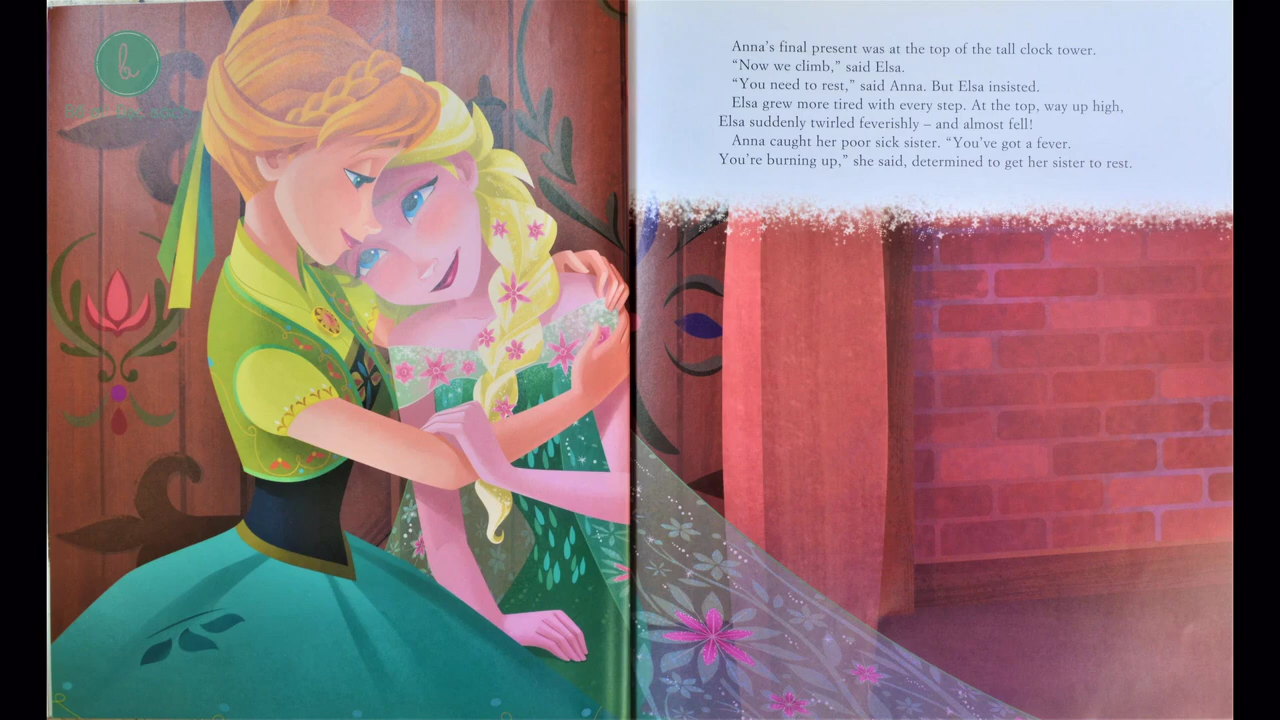 Anna’s final present was at the top of the tall clock tower.
“Now we climb,” said Elsa.
“You need to rest,” said Anna. But Elsa insisted.
Elsa grew more tired with every step. At the top, way up high,
Elsa suddenly twirled feverishly – and almost fell!
Anna caught her poor sick sister. “You’ve got a fever.
You’re burning up,” she said, determined to get her sister to rest.